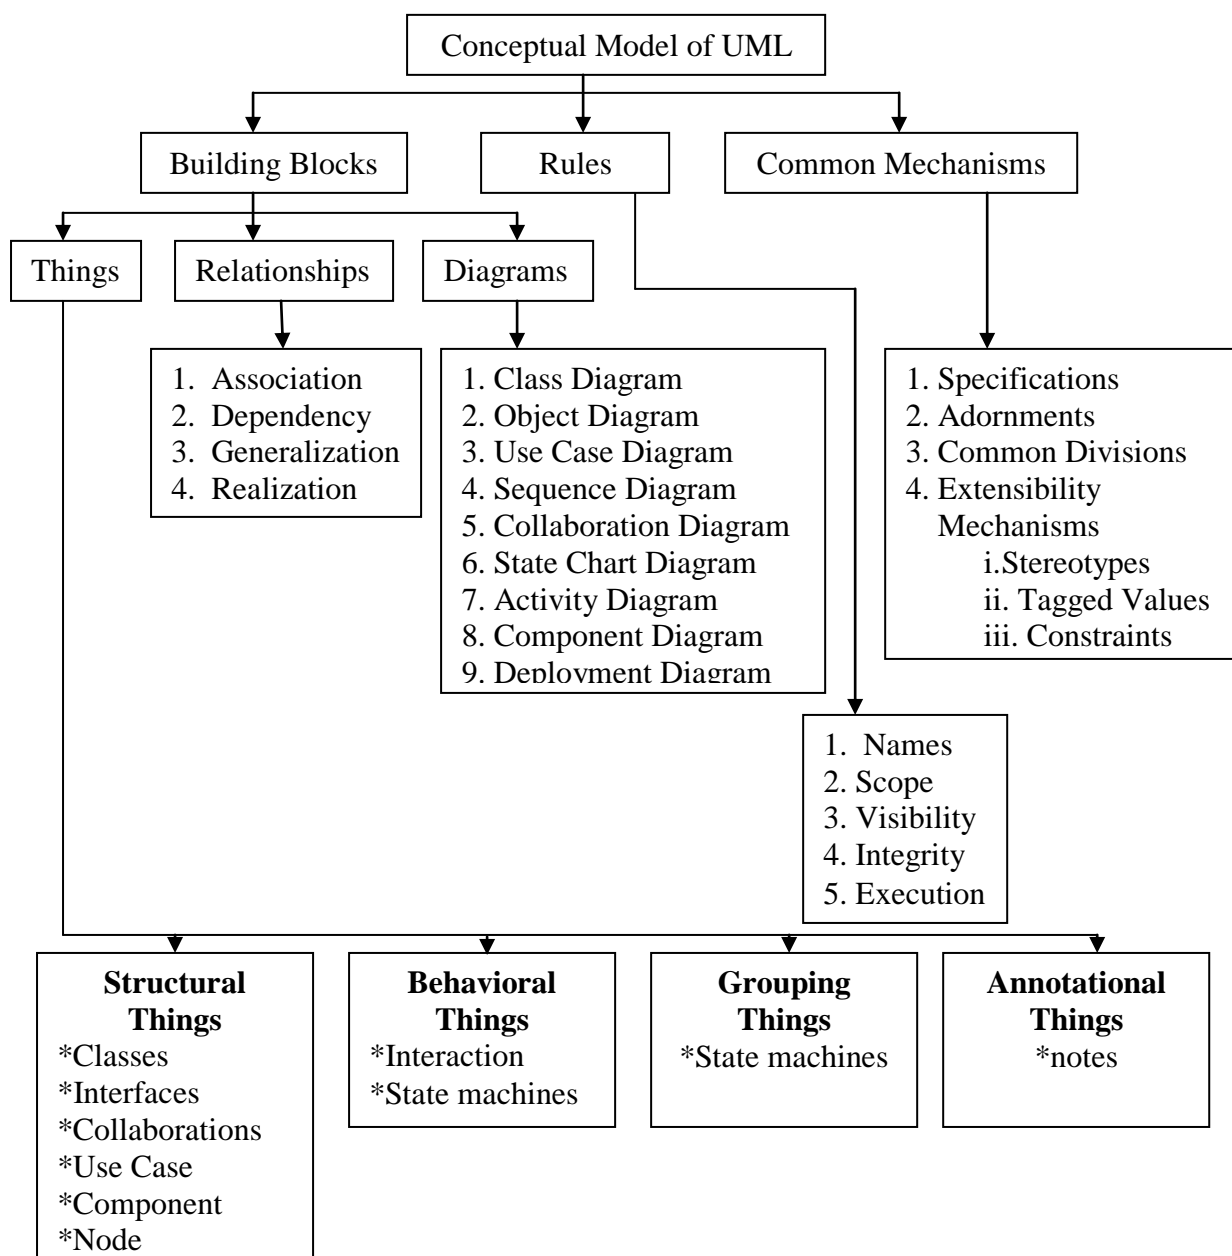 Conceptual Model of UML
Building Blocks
Rules
Common Mechanisms
Things
Relationships
Diagrams
1. Association
2. Dependency
3. Generalization
4. Realization
1. Class Diagram
2. Object Diagram
3. Use Case Diagram
4. Sequence Diagram
5. Collaboration Diagram
6. State Chart Diagram
7. Activity Diagram
8. Component Diagram
9. Deployment Diagram
1. Specifications
2. Adornments
3. Common Divisions
4. Extensibility
Mechanisms
i.Stereotypes
ii. Tagged Values
iii. Constraints
1. Names
2. Scope
3. Visibility
4. Integrity
5. Execution
Structural
Things
*Classes
*Interfaces
*Collaborations
*Use Case
*Component
*Node
Behavioral
Things
*Interaction
*State machines
Grouping
Things
*State machines
Annotational
Things
*notes